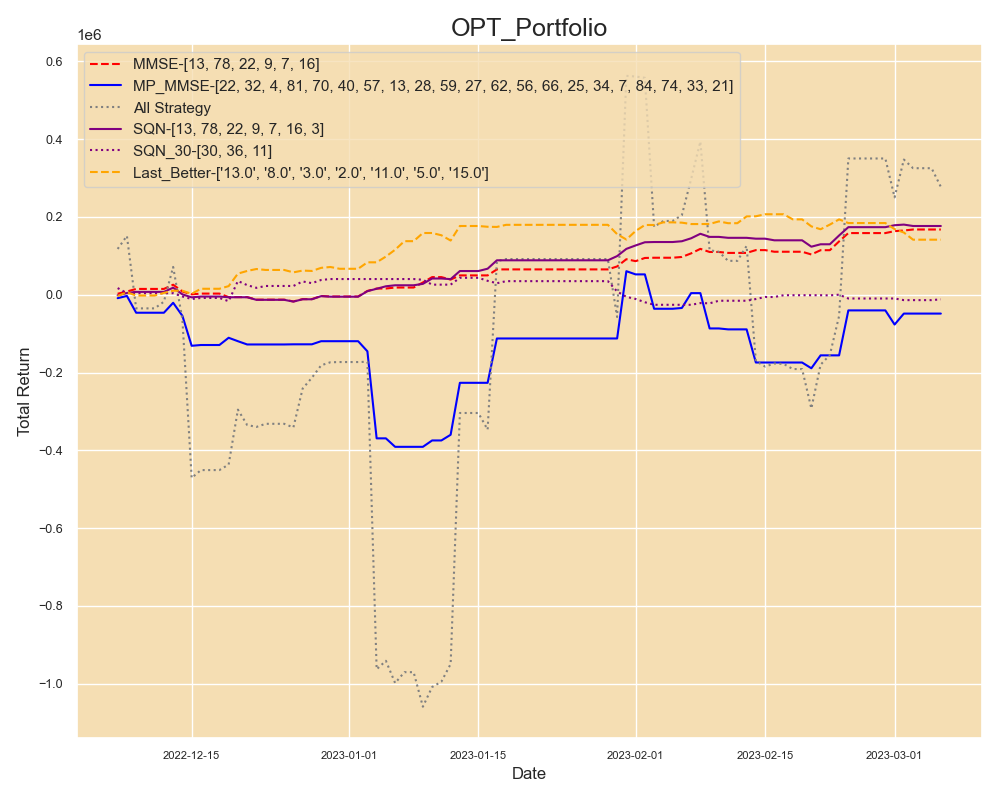 OPT_Portfolio
1e6
MMSE-[13, 78, 22, 9, 7, 16]
MP_MMSE-[22, 32, 4, 81, 70, 40, 57, 13, 28, 59, 27, 62, 56, 66, 25, 34, 7, 84, 74, 33, 21]
All Strategy
SQN-[13, 78, 22, 9, 7, 16, 3]
SQN_30-[30, 36, 11]
Last_Better-['13.0', '8.0', '3.0', '2.0', '11.0', '5.0', '15.0']
0.6
0.4
0.2
0.0
−0.2
−0.4
−0.6
−0.8
−1.0
Total Return
2022-12-15 2023-01-01 2023-01-15 2023-02-01 2023-02-15 2023-03-01
Date